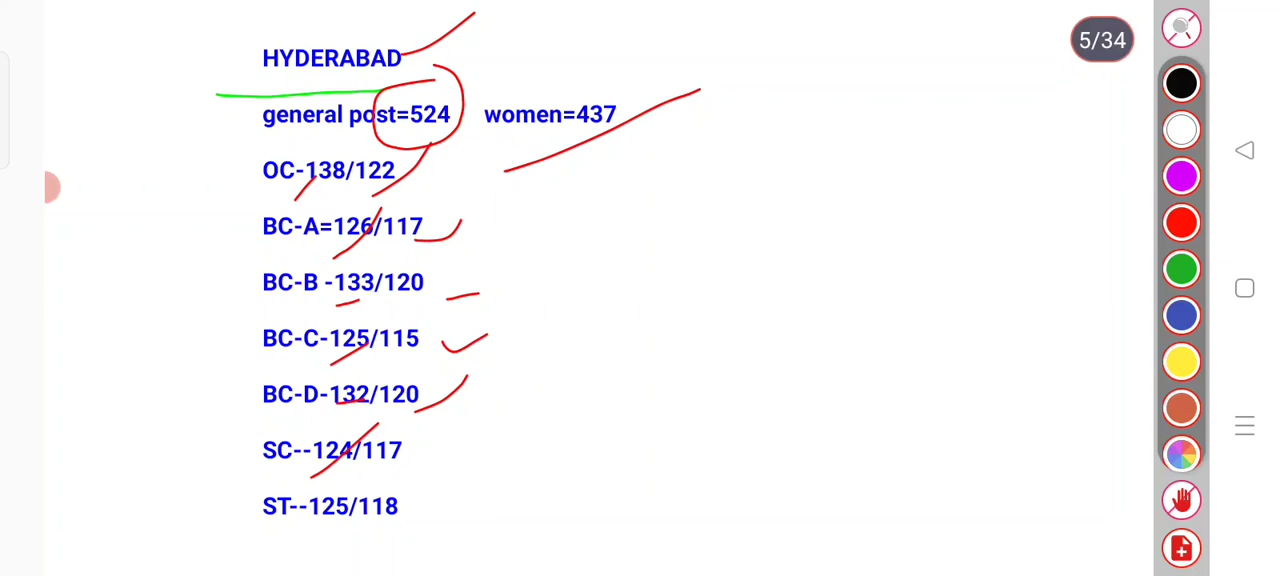 HYDERABAD
5/34
general post=524 women=437
OC-138/122
BC-A=126/117
BC-B -133/120
BC-C-125/115
BC-D-132/120
SC--124/117
ST--125/118